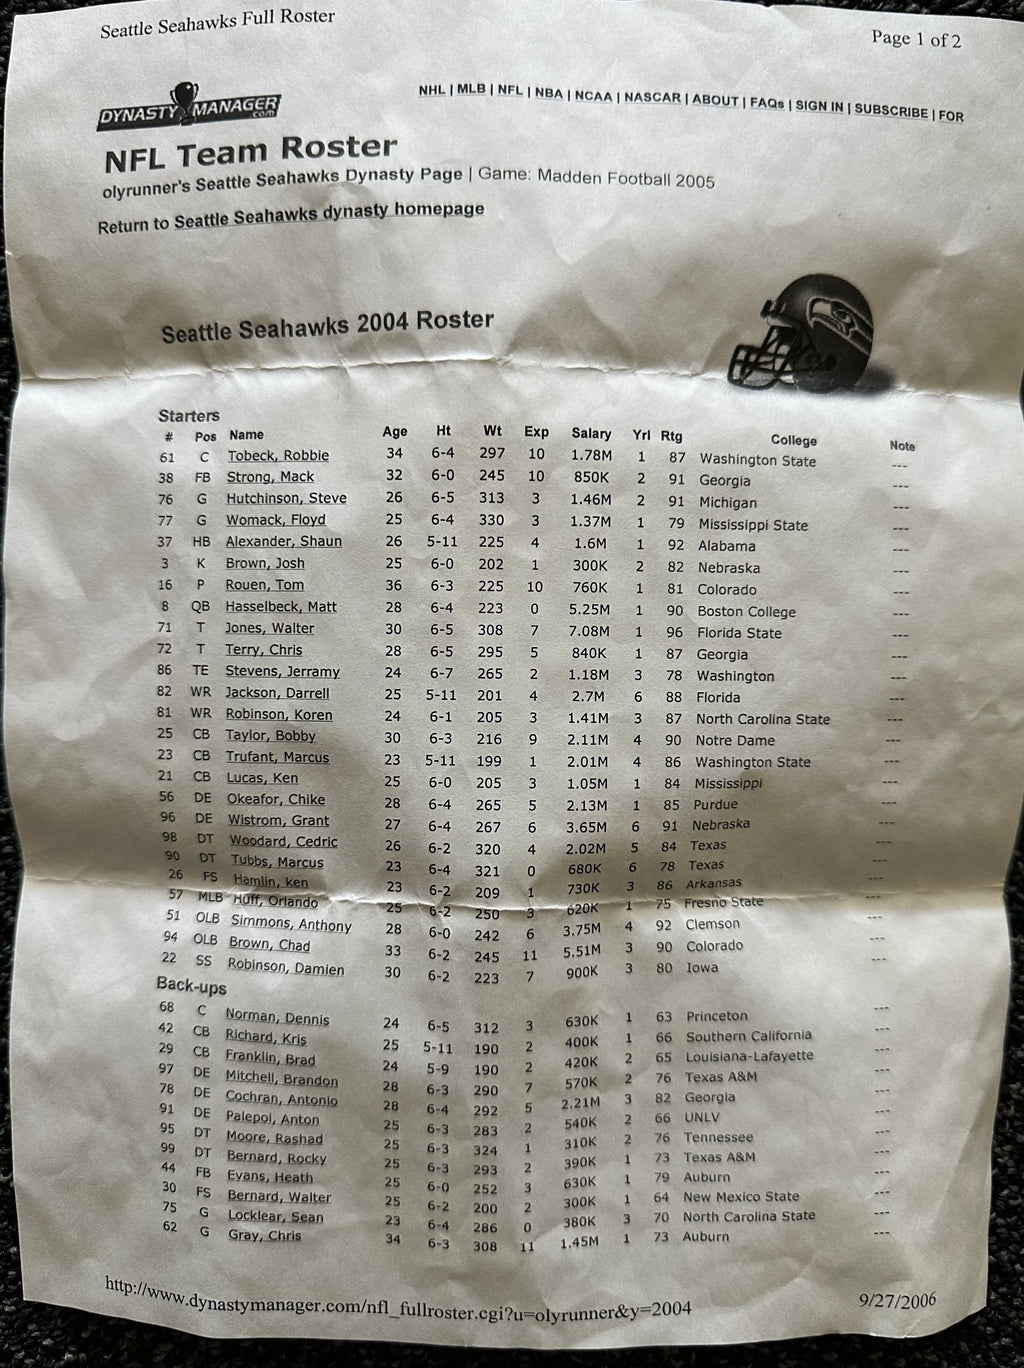 Seattle Seahawks Full Roster
Page 1 of 2
DYNASTY MANAGER .com
NHL | MLB | NFL | NBA | NCAA | NASCAR | ABOUT | FAQs | SIGN IN | SUBSCRIBE | FOR
NFL Team Roster
olyrunner's Seattle Seahawks Dynasty Page | Game: Madden Football 2005
Return to Seattle Seahawks dynasty homepage
Seattle Seahawks 2004 Roster
Starters
# Pos Name Age Ht Wt Exp Salary Yrl Rtg College Note
61 C Tobeck, Robbie 34 6-4 297 10 1.78M 1 87 Washington State ---
38 FB Strong, Mack 32 6-0 245 10 850K 2 91 Georgia ---
76 G Hutchinson, Steve 26 6-5 313 3 1.46M 2 91 Michigan ---
77 G Womack, Floyd 25 6-4 330 3 1.37M 1 79 Mississippi State ---
37 HB Alexander, Shaun 26 5-11 225 4 1.6M 1 92 Alabama ---
3 K Brown, Josh 25 6-0 202 1 300K 2 82 Nebraska ---
16 P Rouen, Tom 36 6-3 225 10 760K 1 81 Colorado ---
8 QB Hasselbeck, Matt 28 6-4 223 0 5.25M 1 90 Boston College ---
71 T Jones, Walter 30 6-5 308 7 7.08M 1 96 Florida State ---
72 T Terry, Chris 28 6-5 295 5 840K 1 87 Georgia ---
86 TE Stevens, Jerramy 24 6-7 265 2 1.18M 3 78 Washington ---
82 WR Jackson, Darrell 25 5-11 201 4 2.7M 6 88 Florida ---
81 WR Robinson, Koren 24 6-1 205 3 1.41M 3 87 North Carolina State ---
25 CB Taylor, Bobby 30 6-3 216 9 2.11M 4 90 Notre Dame ---
23 CB Trufant, Marcus 23 5-11 199 1 2.01M 4 86 Washington State ---
21 CB Lucas, Ken 25 6-0 205 3 1.05M 1 84 Mississippi ---
56 DE Okeafor, Chike 28 6-4 265 5 2.13M 1 85 Purdue ---
96 DE Wistrom, Grant 27 6-4 267 6 3.65M 6 91 Nebraska ---
98 DT Woodard, Cedric 26 6-2 320 4 2.02M 5 84 Texas ---
90 DT Tubbs, Marcus 23 6-4 321 0 680K 6 78 Texas ---
26 FS Hamlin, ken 23 6-2 209 1 730K 3 86 Arkansas ---
57 MLB Huff, Orlando 25 6-2 250 3 620K 1 75 Fresno State ---
51 OLB Simmons, Anthony 28 6-0 242 6 3.75M 4 92 Clemson ---
94 OLB Brown, Chad 33 6-2 245 11 5.51M 3 90 Colorado ---
22 SS Robinson, Damien 30 6-2 223 7 900K 3 80 Iowa ---
Back-ups
68 C Norman, Dennis 24 6-5 312 3 630K 1 63 Princeton ---
42 CB Richard, Kris 25 5-11 190 2 400K 1 66 Southern California ---
29 CB Franklin, Brad 24 5-9 190 2 420K 2 65 Louisiana-Lafayette ---
97 DE Mitchell, Brandon 28 6-3 290 7 570K 2 76 Texas A&M ---
78 DE Cochran, Antonio 28 6-4 292 5 2.21M 3 82 Georgia ---
91 DE Palepoi, Anton 25 6-3 283 2 540K 2 66 UNLV ---
95 DT Moore, Rashad 25 6-3 324 1 310K 2 76 Tennessee ---
99 DT Bernard, Rocky 25 6-3 293 2 390K 1 73 Texas A&M ---
44 FB Evans, Heath 25 6-0 252 3 630K 1 79 Auburn ---
30 FS Bernard, Walter 25 6-2 200 2 300K 1 64 New Mexico State ---
75 G Locklear, Sean 23 6-4 286 0 380K 3 70 North Carolina State ---
62 G Gray, Chris 34 6-3 308 11 1.45M 1 73 Auburn ---
http://www.dynastymanager.com/nfl_fullroster.cgi?u=olyrunner&y=2004
9/27/2006